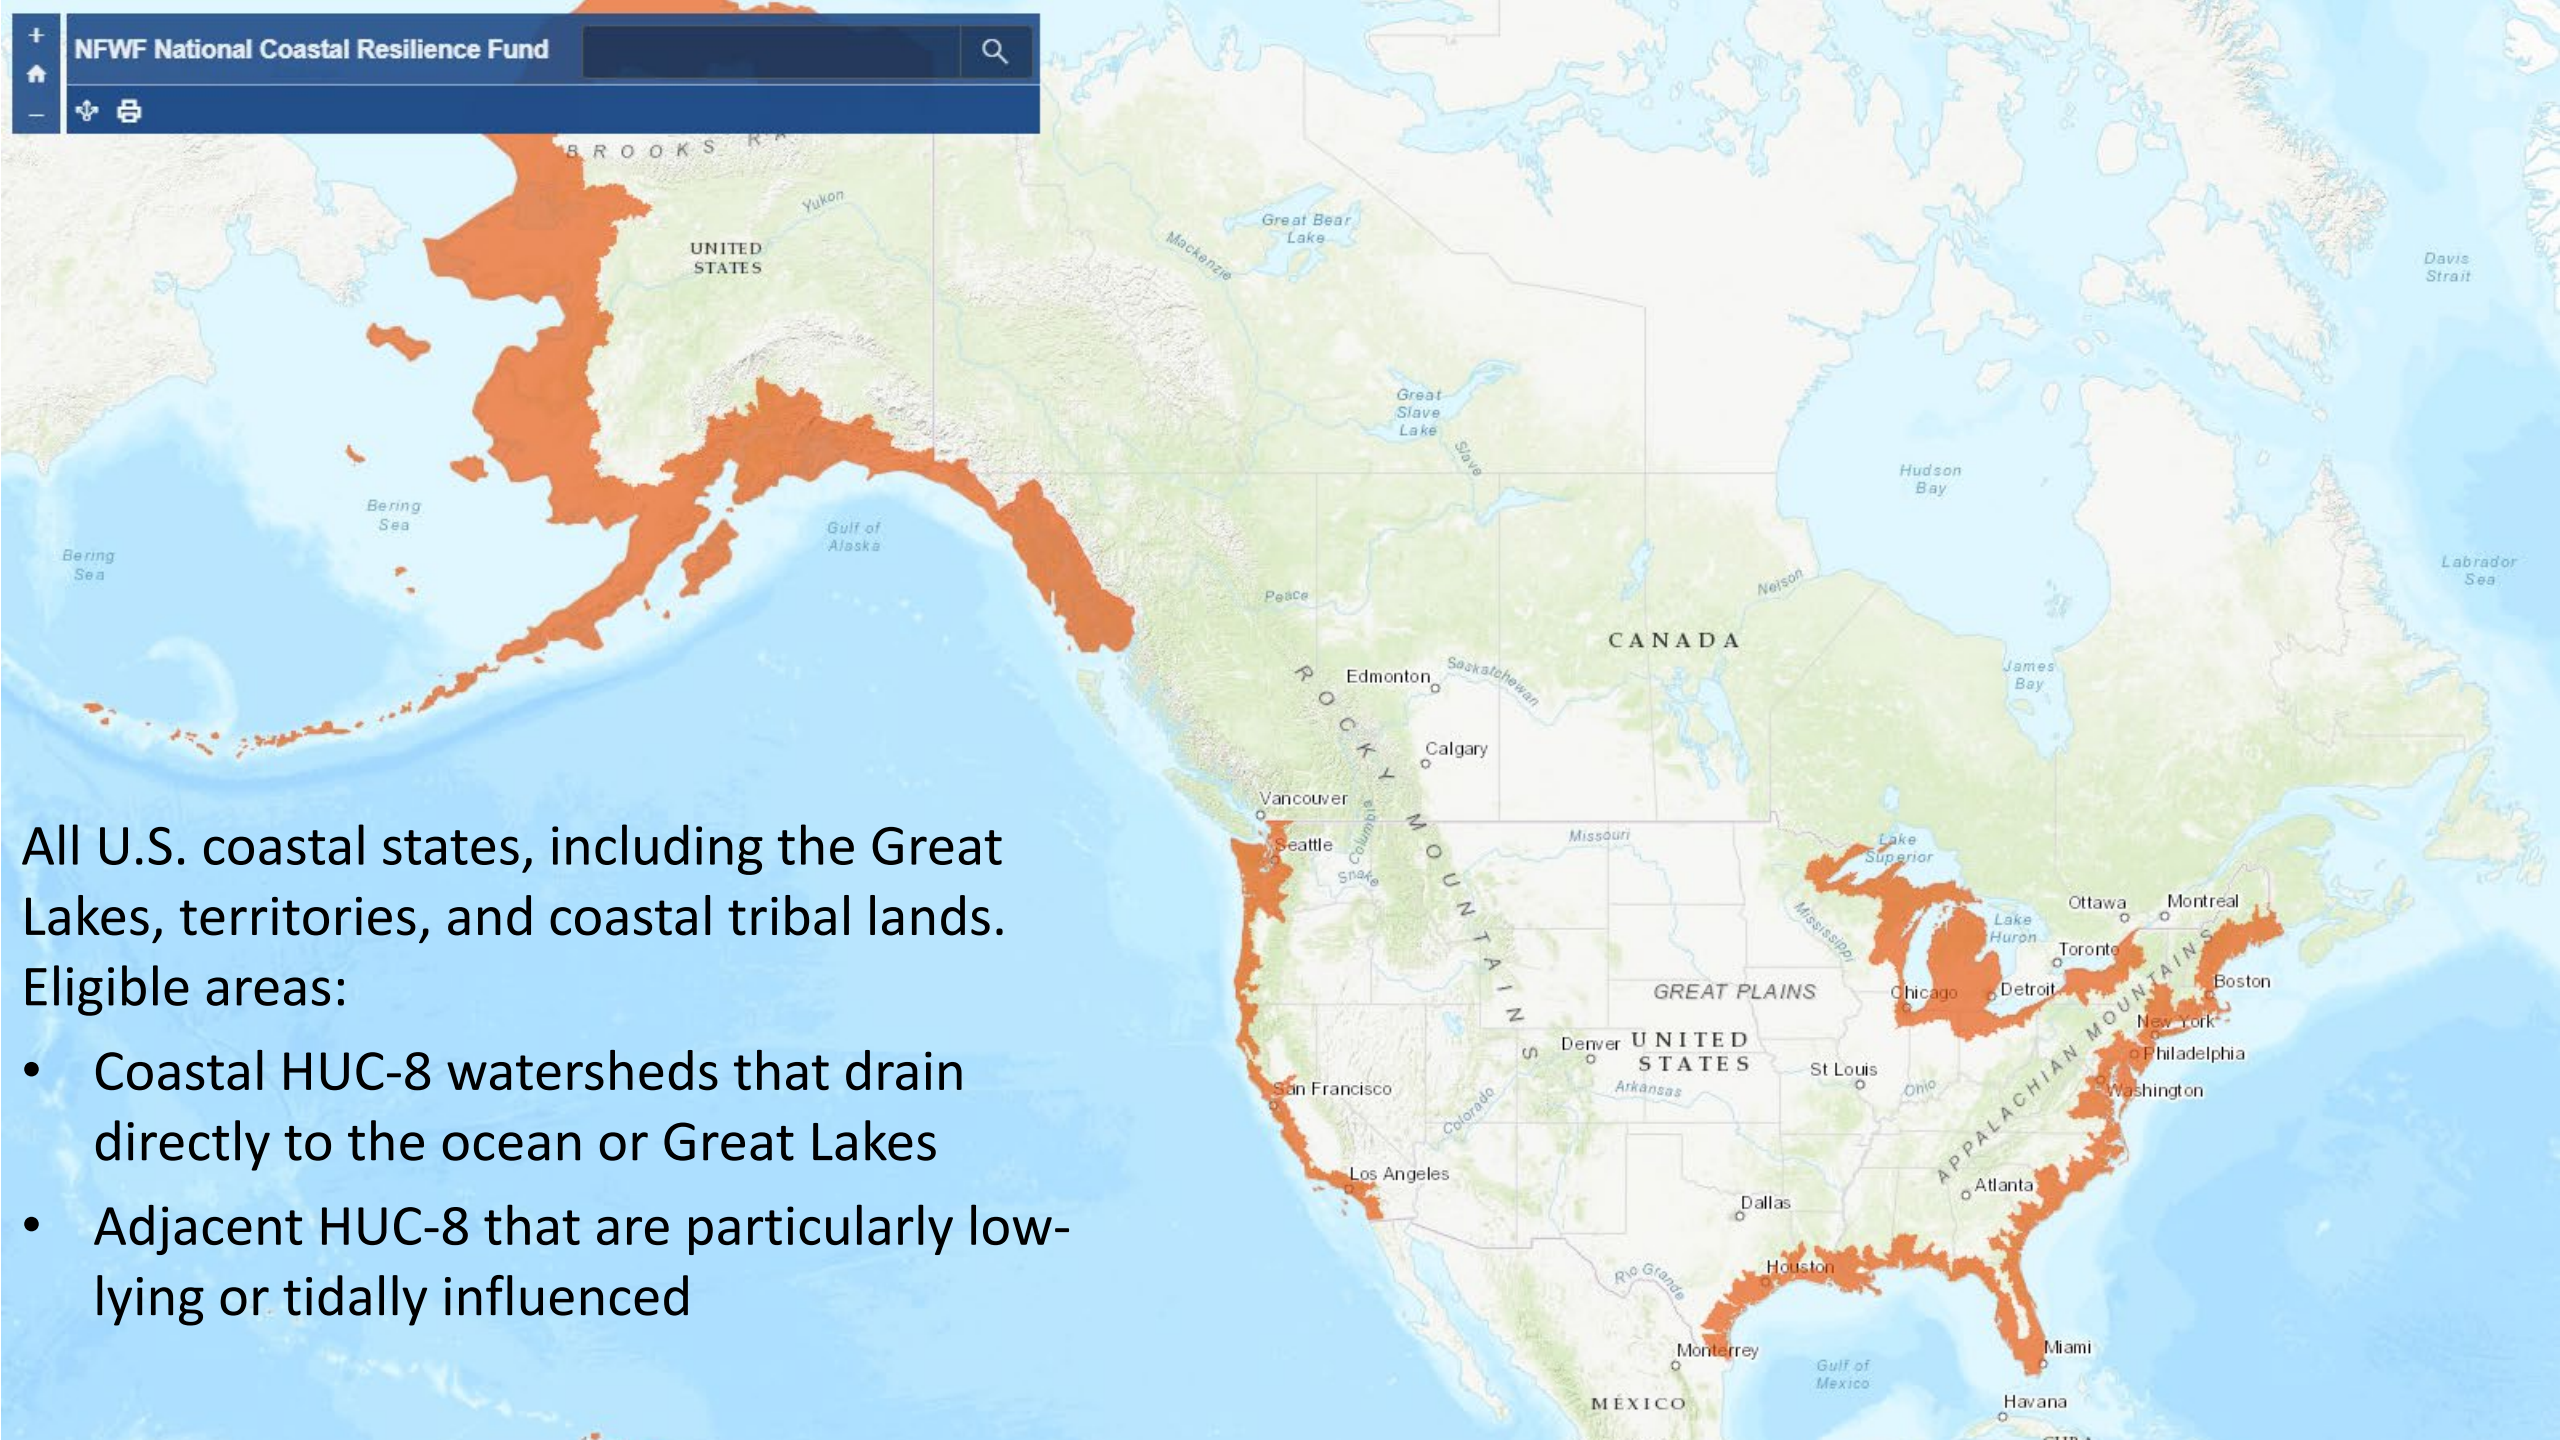 NFWF National Coastal Resilience Fund
BROOKS RA
Yukon
UNITED
STATES
Mackenzie
Great Bear
Lake
Davis
Strait
Great
Slave
Lake
Slave
Hudson
Bay
Bering
Sea
Gulf of
Alaska
Bering
Sea
Labrador
Sea
Peace
Nelson
CANADA
James
Bay
Edmonton
Saskatchewan
ROCKY MOUNTAINS
Calgary
Vancouver
Columbia
Missouri
Lake
Superior
Seattle
Snake
All U.S. coastal states, including the Great
Lakes, territories, and coastal tribal lands.
Eligible areas:
• Coastal HUC-8 watersheds that drain
directly to the ocean or Great Lakes
• Adjacent HUC-8 that are particularly low-
lying or tidally influenced
Mississippi
Ottawa
Montreal
Lake
Huron
Toronto
Boston
GREAT PLAINS
Chicago
Detroit
New York
APPALACHIAN MOUNTAINS
Denver
UNITED
STATES
Philadelphia
St Louis
San Francisco
Colorado
Arkansas
Ohio
Washington
Los Angeles
Atlanta
Dallas
Houston
Rio Grande
Monterrey
Miami
Gulf of
Mexico
MÉXICO
Havana